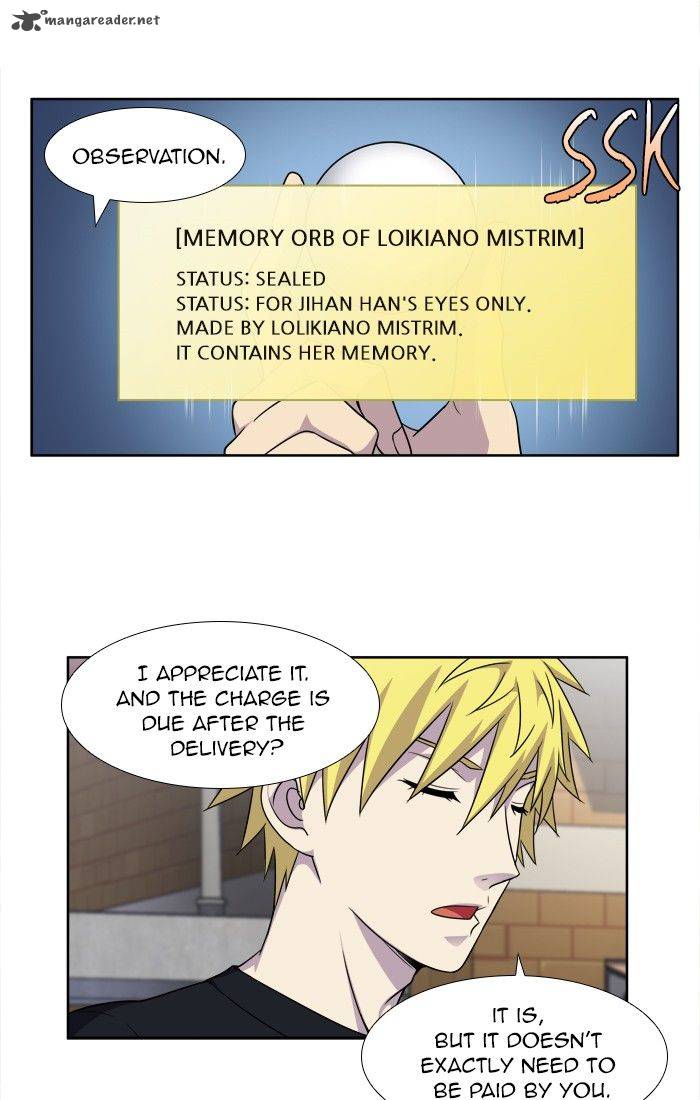 mangareader.net
OBSERVATION.
SSK
[MEMORY ORB OF LOIKIANO MISTRIM]
STATUS: SEALED
STATUS: FOR JIHAN HAN'S EYES ONLY.
MADE BY LOLIKIANO MISTRIM.
IT CONTAINS HER MEMORY.
I APPRECIATE IT.
AND THE CHARGE IS
DUE AFTER THE
DELIVERY?
IT IS,
BUT IT DOESN'T
EXACTLY NEED TO
BE PAID BY YOU.